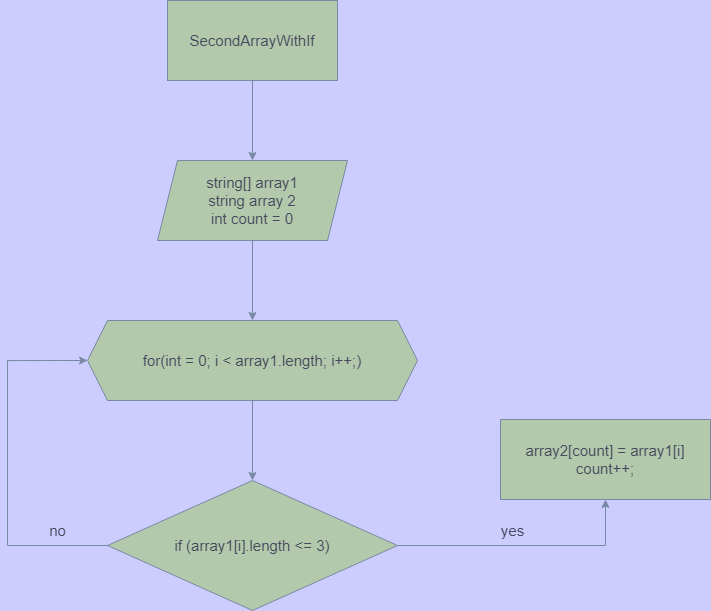 SecondArrayWithIf
string[] array1
string array 2
int count = 0
for(int = 0; i < array1.length; i++;)
array2[count] = array1[i]
count++;
no
if (array1[i].length <= 3)
yes